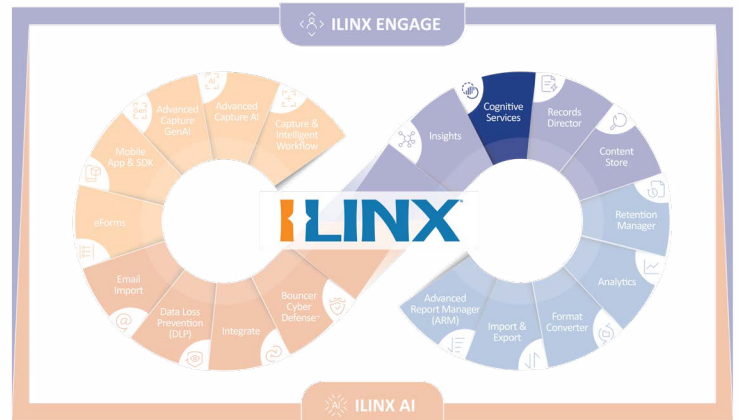 ILINX ENGAGE
Advanced
Capture
GenAI
Advanced
Capture AI
Capture &
Intelligent
Workflow
Mobile
App & SDK
eForms
Email
Import
Data Loss
Prevention
(DLP)
Integrate
Bouncer
Cyber
Defense™
ILINX
Insights
Cognitive
Services
Records
Director
Content
Store
Retention
Manager
Analytics
Format
Converter
Import &
Export
Advanced
Report Manager
(ARM)
AI ILINX AI